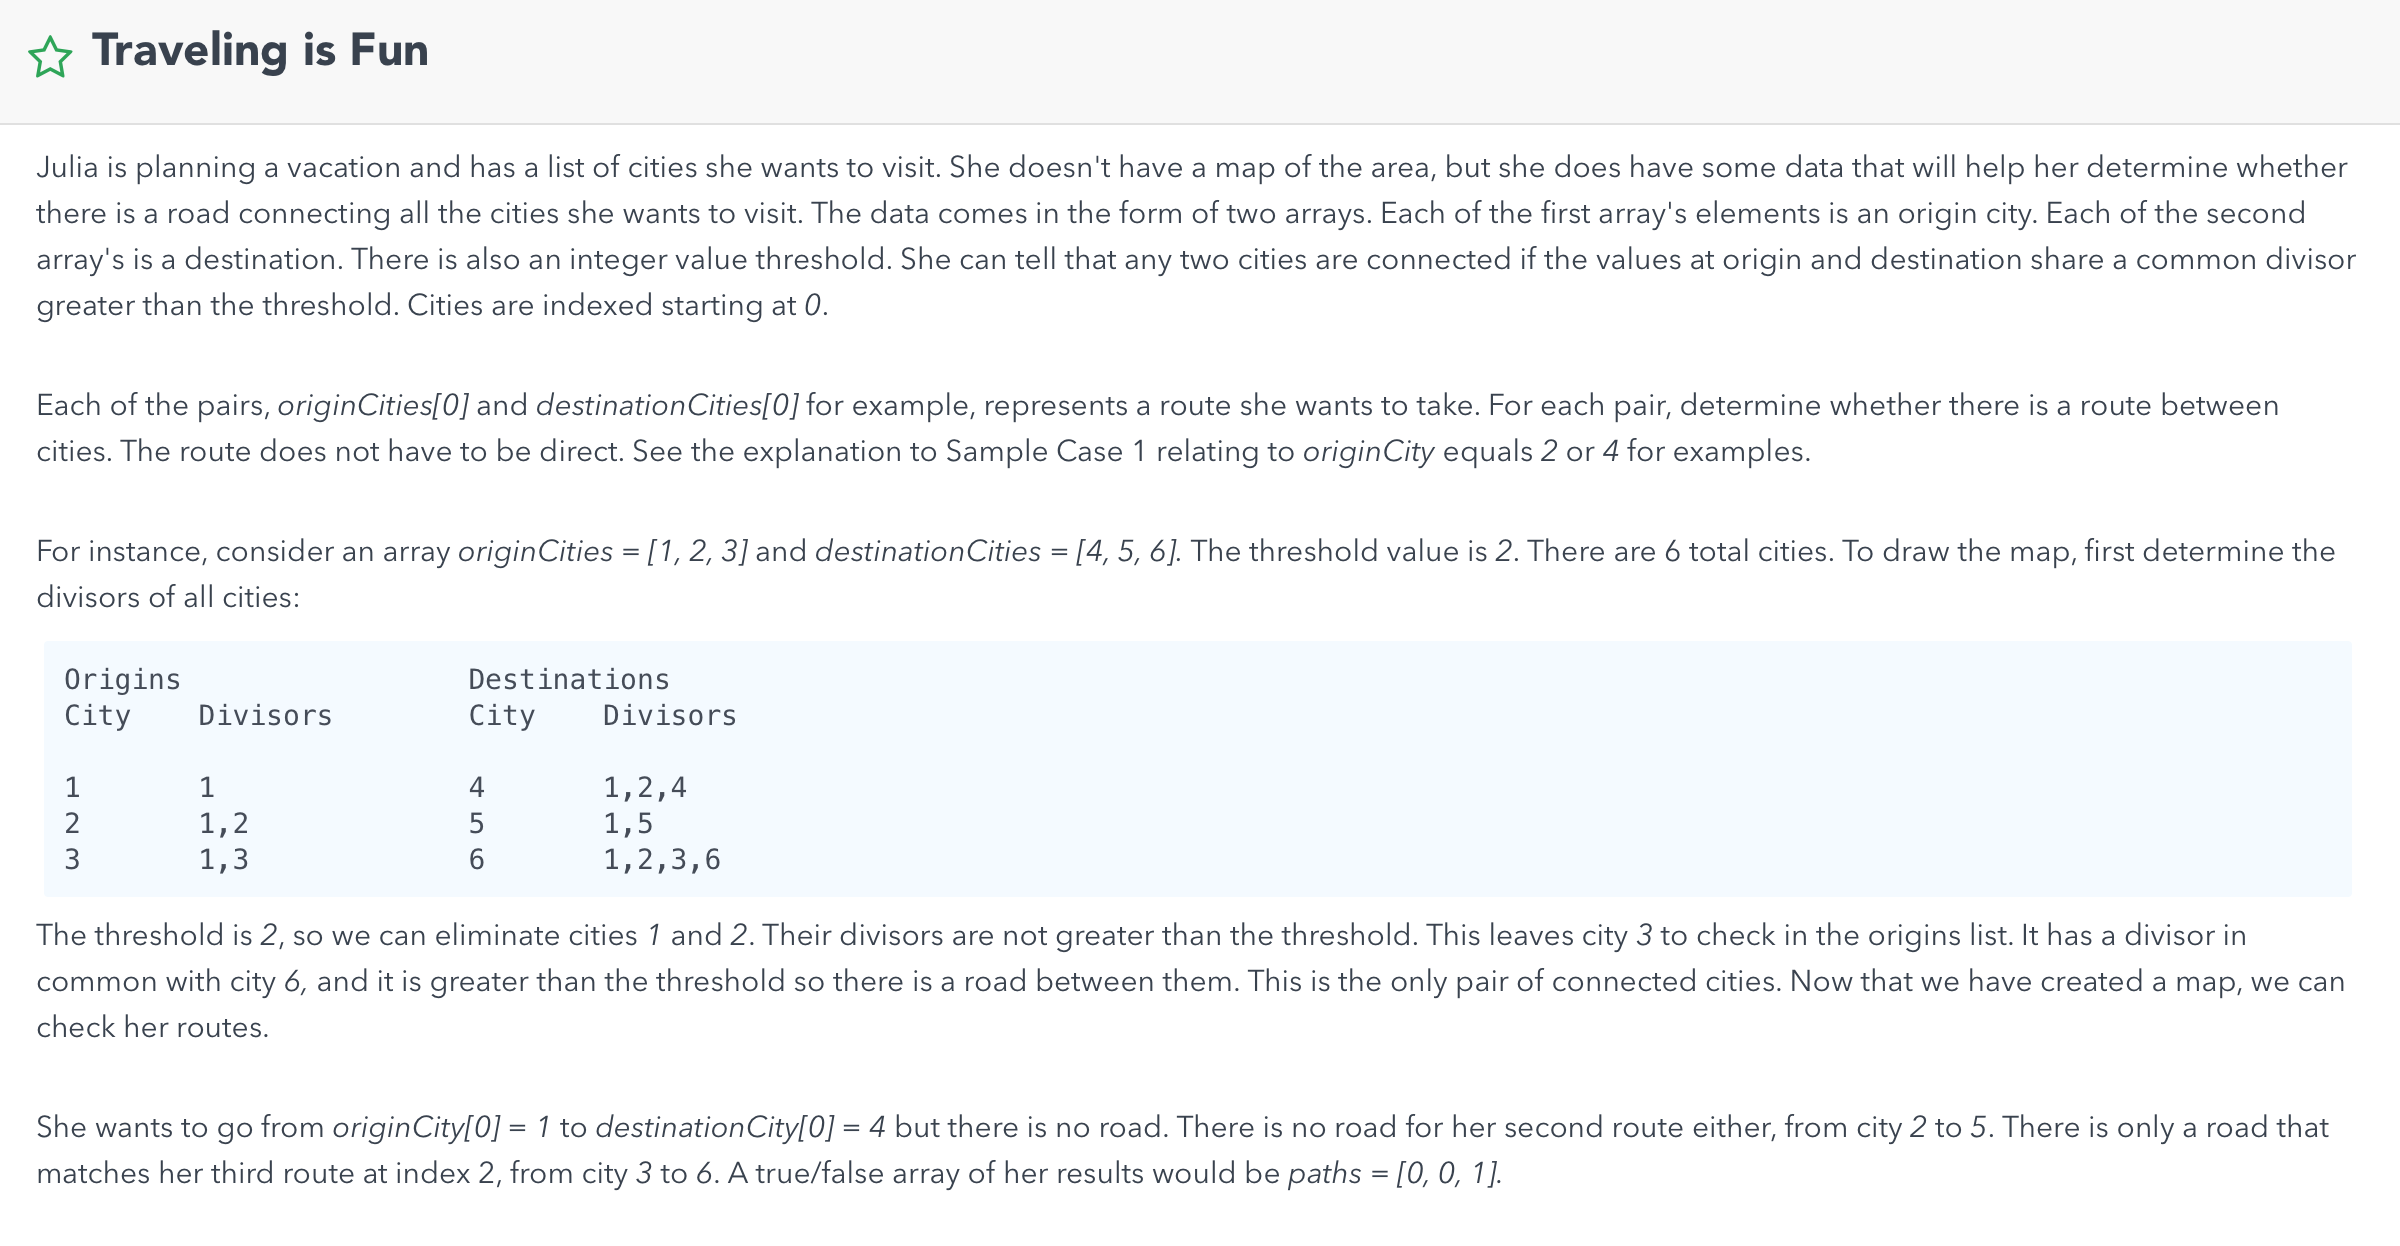 Traveling is Fun
Julia is planning a vacation and has a list of cities she wants to visit. She doesn't have a map of the area, but she does have some data that will help her determine whether
there is a road connecting all the cities she wants to visit. The data comes in the form of two arrays. Each of the first array's elements is an origin city. Each of the second
array's is a destination. There is also an integer value threshold. She can tell that any two cities are connected if the values at origin and destination share a common divisor
greater than the threshold. Cities are indexed starting at 0.
Each of the pairs, originCities[0] and destinationCities[0] for example, represents a route she wants to take. For each pair, determine whether there is a route between
cities. The route does not have to be direct. See the explanation to Sample Case 1 relating to originCity equals 2 or 4 for examples.
For instance, consider an array originCities = [1, 2, 3] and destinationCities = [4, 5, 6]. The threshold value is 2. There are 6 total cities. To draw the map, first determine the
divisors of all cities:
Origins Destinations
City Divisors City Divisors
1 1 4 1,2,4
2 1,2 5 1,5
3 1,3 6 1,2,3,6
The threshold is 2, so we can eliminate cities 1 and 2. Their divisors are not greater than the threshold. This leaves city 3 to check in the origins list. It has a divisor in
common with city 6, and it is greater than the threshold so there is a road between them. This is the only pair of connected cities. Now that we have created a map, we can
check her routes.
She wants to go from originCity[0] = 1 to destinationCity[0] = 4 but there is no road. There is no road for her second route either, from city 2 to 5. There is only a road that
matches her third route at index 2, from city 3 to 6. A true/false array of her results would be paths = [0, 0, 1].